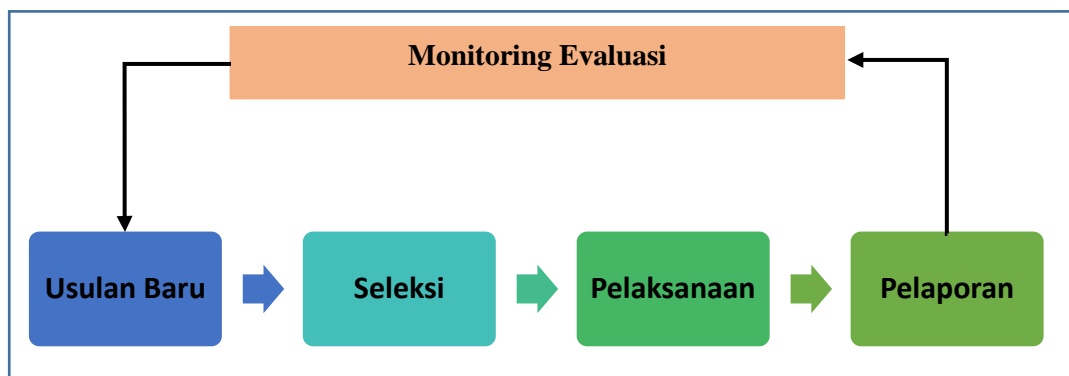 Monitoring Evaluasi
Usulan Baru
Seleksi
Pelaksanaan
Pelaporan